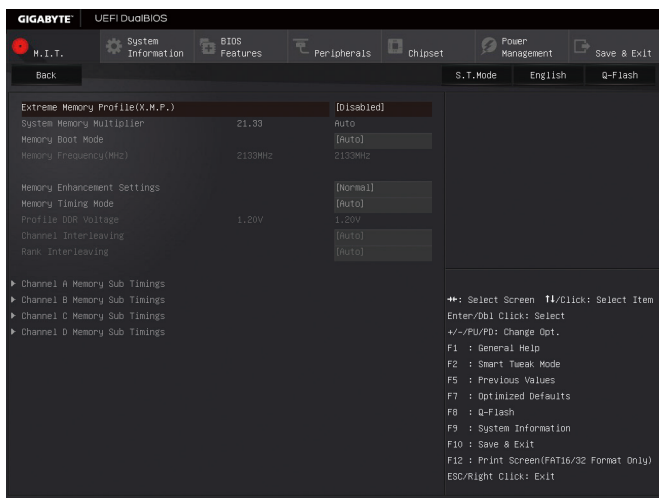 GIGABYTE™ UEFI DualBIOS
M.I.T. System Information BIOS Features Peripherals Chipset Power Management Save & Exit
Back S.T.Mode English Q-Flash
Extreme Memory Profile(X.M.P.) [Disabled]
System Memory Multiplier 21.33 Auto
Memory Boot Mode [Auto]
Memory Frequency(MHz) 2133MHz 2133MHz
Memory Enhancement Settings [Normal]
Memory Timing Mode [Auto]
Profile DDR Voltage 1.20V 1.20V
Channel Interleaving [Auto]
Rank Interleaving [Auto]
Channel A Memory Sub Timings
Channel B Memory Sub Timings
Channel C Memory Sub Timings
Channel D Memory Sub Timings
→←: Select Screen ↑↓/Click: Select Item
Enter/Dbl Click: Select
+/-/PU/PD: Change Opt.
F1 : General Help
F2 : Smart Tweak Mode
F5 : Previous Values
F7 : Optimized Defaults
F8 : Q-Flash
F9 : System Information
F10 : Save & Exit
F12 : Print Screen(FAT16/32 Format Only)
ESC/Right Click: Exit